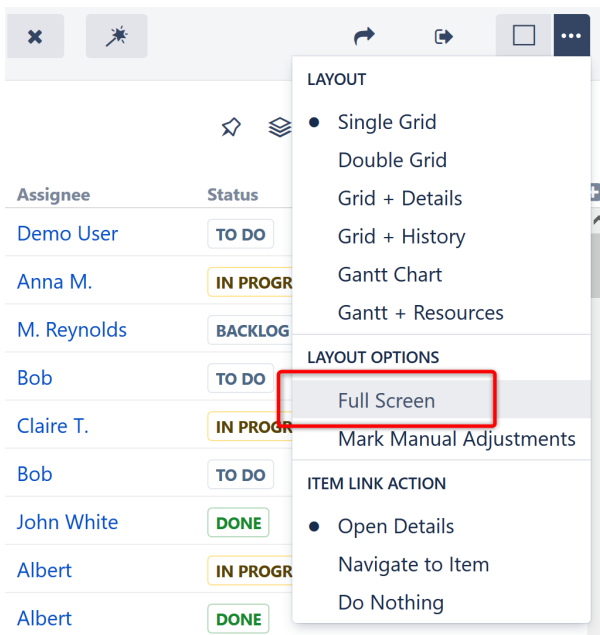 LAYOUT
Single Grid
Double Grid
Grid + Details
Grid + History
Gantt Chart
Gantt + Resources
LAYOUT OPTIONS
Full Screen
Mark Manual Adjustments
ITEM LINK ACTION
Open Details
Navigate to Item
Do Nothing
Assignee Status
Demo User TO DO
Anna M. IN PROGR
M. Reynolds BACKLOG
Bob TO DO
Claire T. IN PROGR
Bob TO DO
John White DONE
Albert IN PROGR
Albert DONE